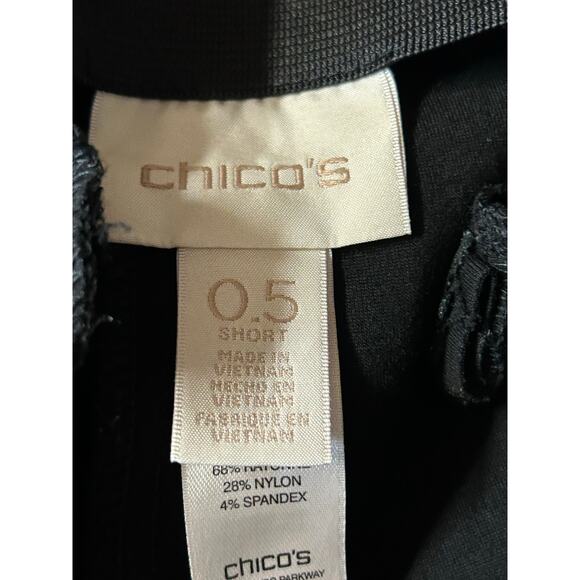 chico's
0.5
SHORT
MADE IN
VIETNAM
HECHO EN
VIETNAM
FABRIQUE EN
VIETNAM
68%
28% NYLON
4% SPANDEX
chico's
PARKWAY